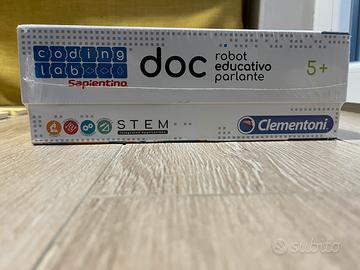 coding
lab
Sapientino
doc
robot
educativo
parlante
5+
STEM
Clementoni
subito